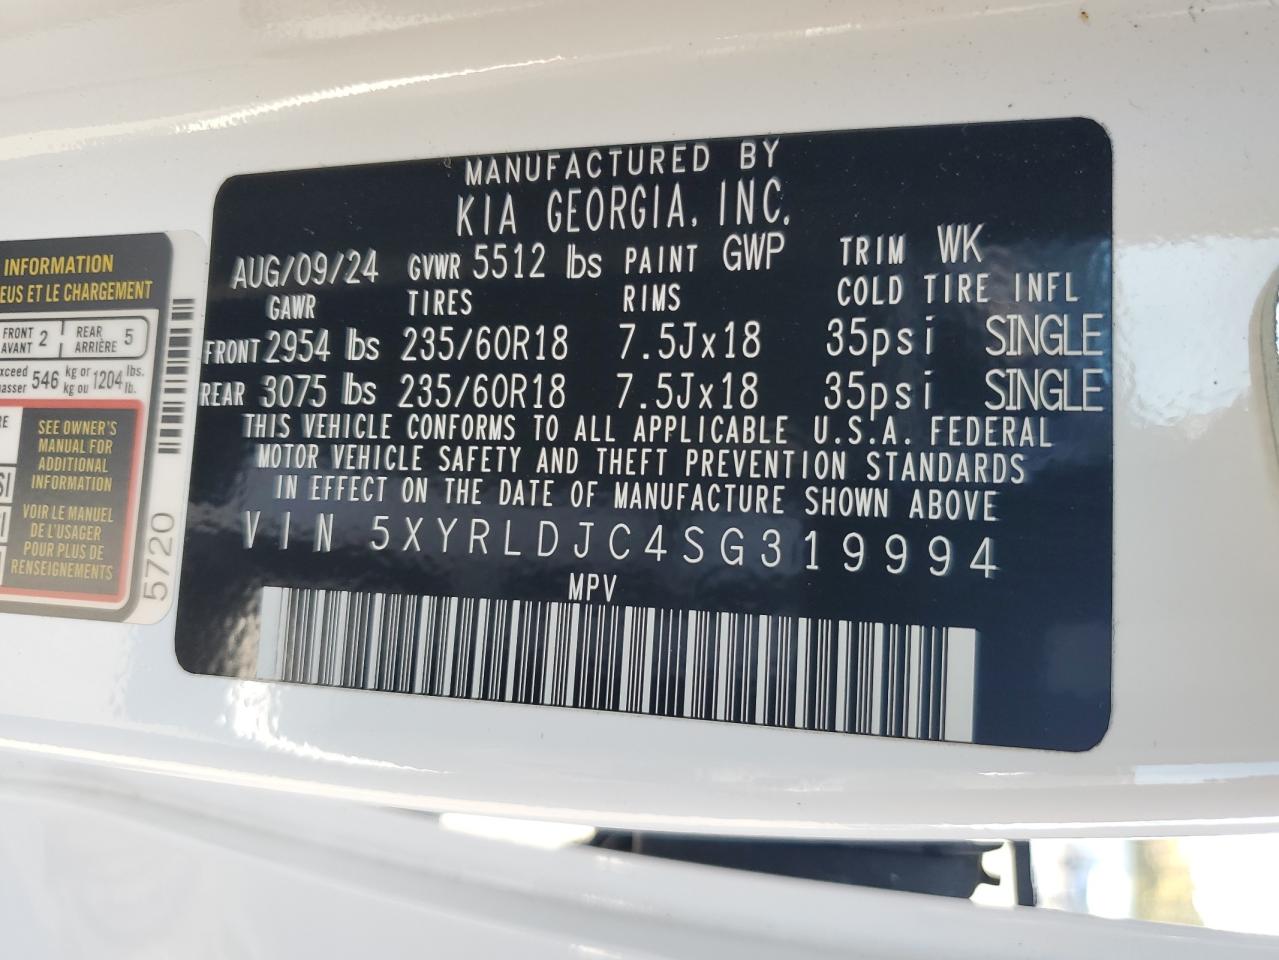 MANUFACTURED BY
KIA GEORGIA, INC.
AUG/09/24 GVWR 5512 lbs PAINT GWP TRIM WK
GAWR TIRES RIMS COLD TIRE INFL
FRONT 2954 lbs 235/60R18 7.5Jx18 35psi SINGLE
REAR 3075 lbs 235/60R18 7.5Jx18 35psi SINGLE
THIS VEHICLE CONFORMS TO ALL APPLICABLE U.S.A. FEDERAL
MOTOR VEHICLE SAFETY AND THEFT PREVENTION STANDARDS
IN EFFECT ON THE DATE OF MANUFACTURE SHOWN ABOVE
VIN 5XYRLDJC4SG319994
MPV
INFORMATION
ET LE CHARGEMENT
FRONT 2 REAR 5
AVANT ARRIÈRE
546 kg or 1204 lbs.
kg ou lb.
SEE OWNER'S
MANUAL FOR
ADDITIONAL
INFORMATION
VOIR LE MANUEL
DE L'USAGER
POUR PLUS DE
RENSEIGNEMENTS
5720